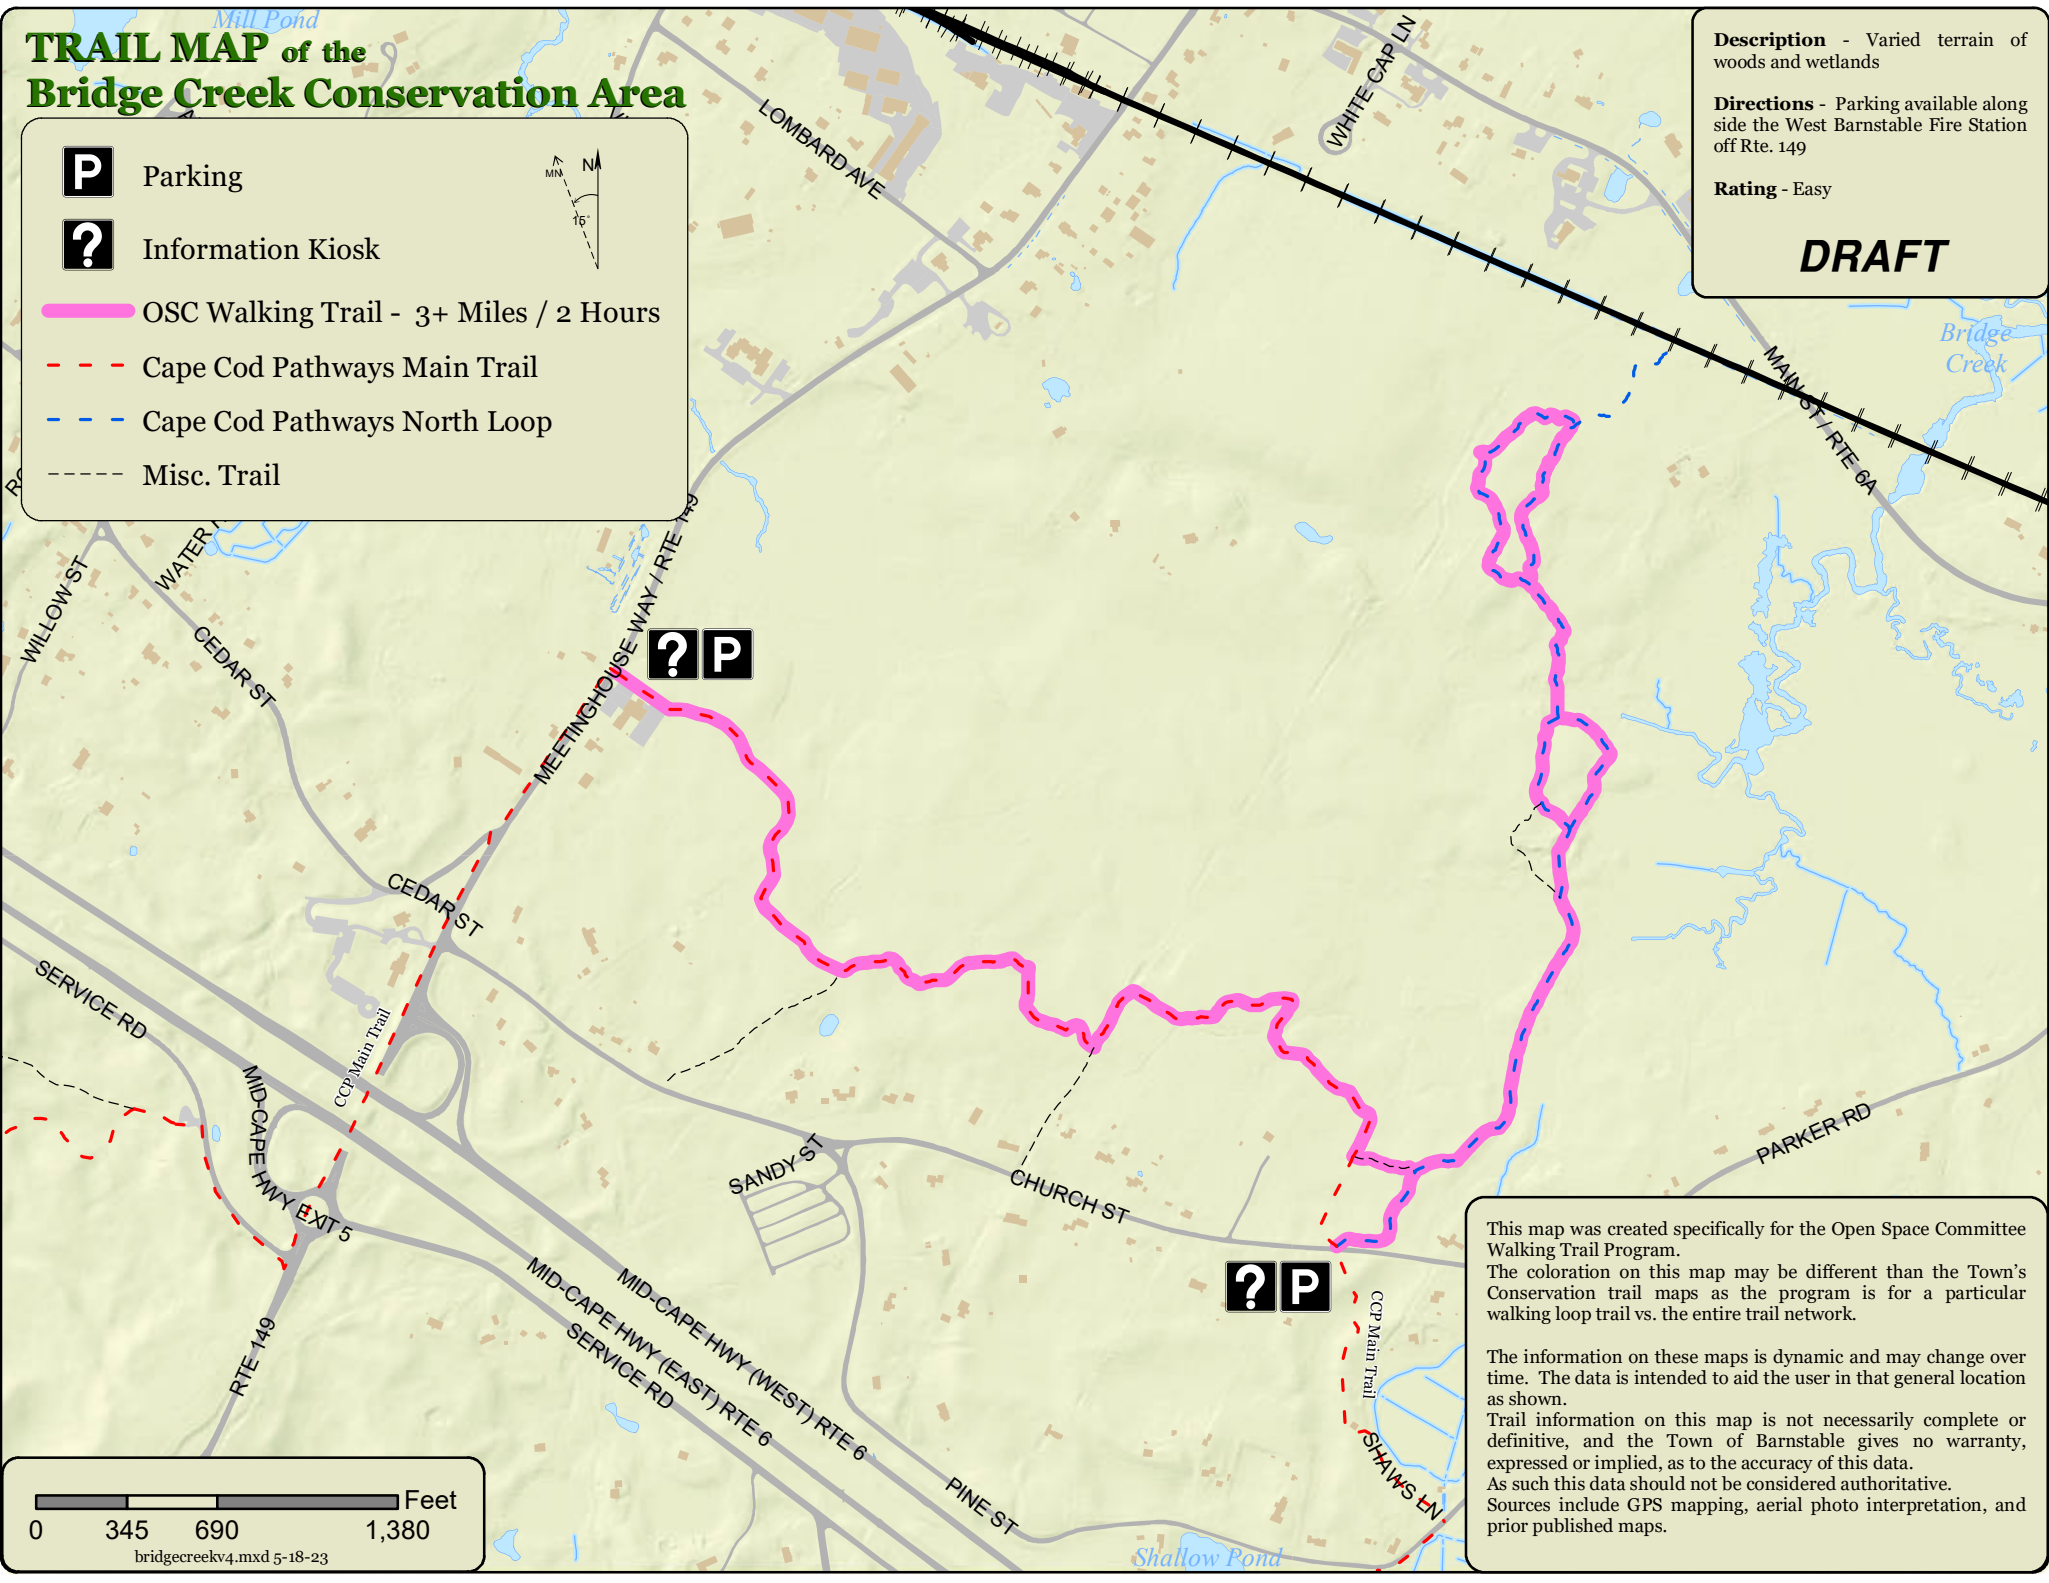 Mill Pond
TRAIL MAP of the
Bridge Creek Conservation Area
Parking
Information Kiosk
OSC Walking Trail - 3+ Miles / 2 Hours
Cape Cod Pathways Main Trail
Cape Cod Pathways North Loop
Misc. Trail
MN
N
15°
P
?
LOMBARD AVE
WHITE CAP LN
Description - Varied terrain of
woods and wetlands
Directions - Parking available along
side the West Barnstable Fire Station
off Rte. 149
Rating - Easy
DRAFT
Bridge
Creek
MAIN ST / RTE 6A
WILLOW ST
WATER
CEDAR ST
MEETINGHOUSE WAY / RTE 149
? P
CEDAR ST
SERVICE RD
CCP Main Trail
MID-CAPE HWY EXIT 5
RTE 149
SANDY ST
CHURCH ST
PARKER RD
MID-CAPE HWY (EAST) RTE 6
MID-CAPE HWY (WEST) RTE 6
SERVICE RD
? P
CCP Main Trail
SHAWS LN
PINE ST
Shallow Pond
This map was created specifically for the Open Space Committee
Walking Trail Program.
The coloration on this map may be different than the Town's
Conservation trail maps as the program is for a particular
walking loop trail vs. the entire trail network.
The information on these maps is dynamic and may change over
time. The data is intended to aid the user in that general location
as shown.
Trail information on this map is not necessarily complete or
definitive, and the Town of Barnstable gives no warranty,
expressed or implied, as to the accuracy of this data.
As such this data should not be considered authoritative.
Sources include GPS mapping, aerial photo interpretation, and
prior published maps.
Feet
0 345 690 1,380
bridgecreekv4.mxd 5-18-23